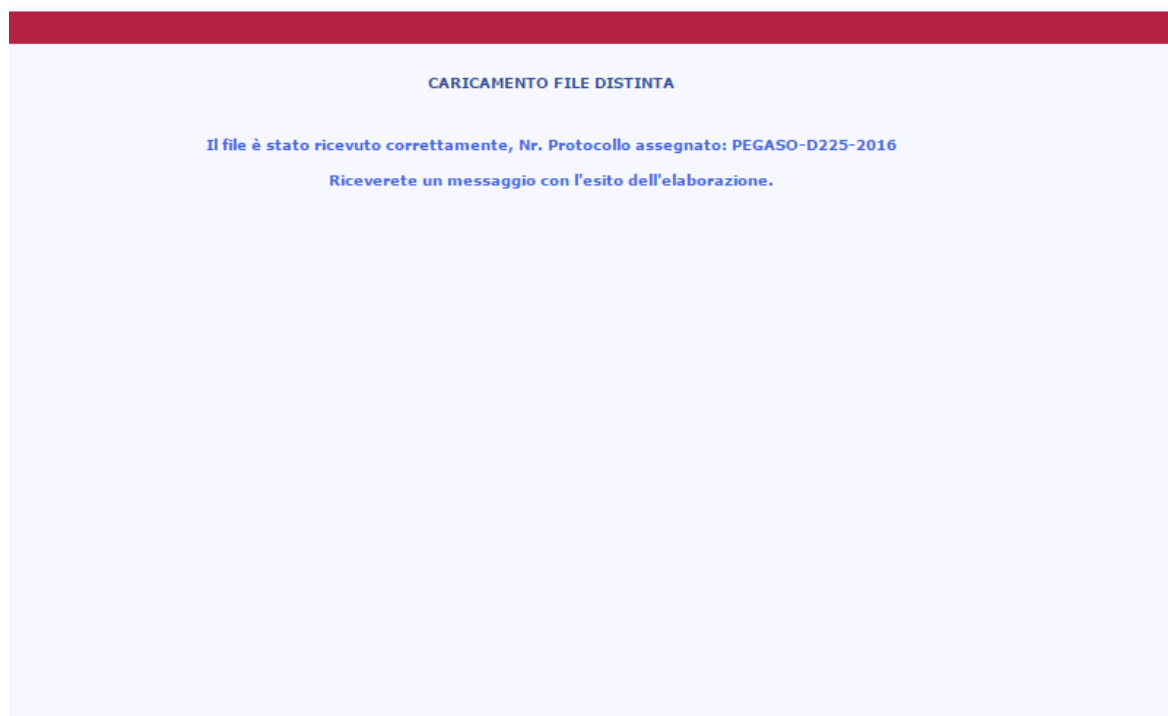 CARICAMENTO FILE DISTINTA
Il file è stato ricevuto correttamente, Nr. Protocollo assegnato: PEGASO-D225-2016
Riceverete un messaggio con l'esito dell'elaborazione.